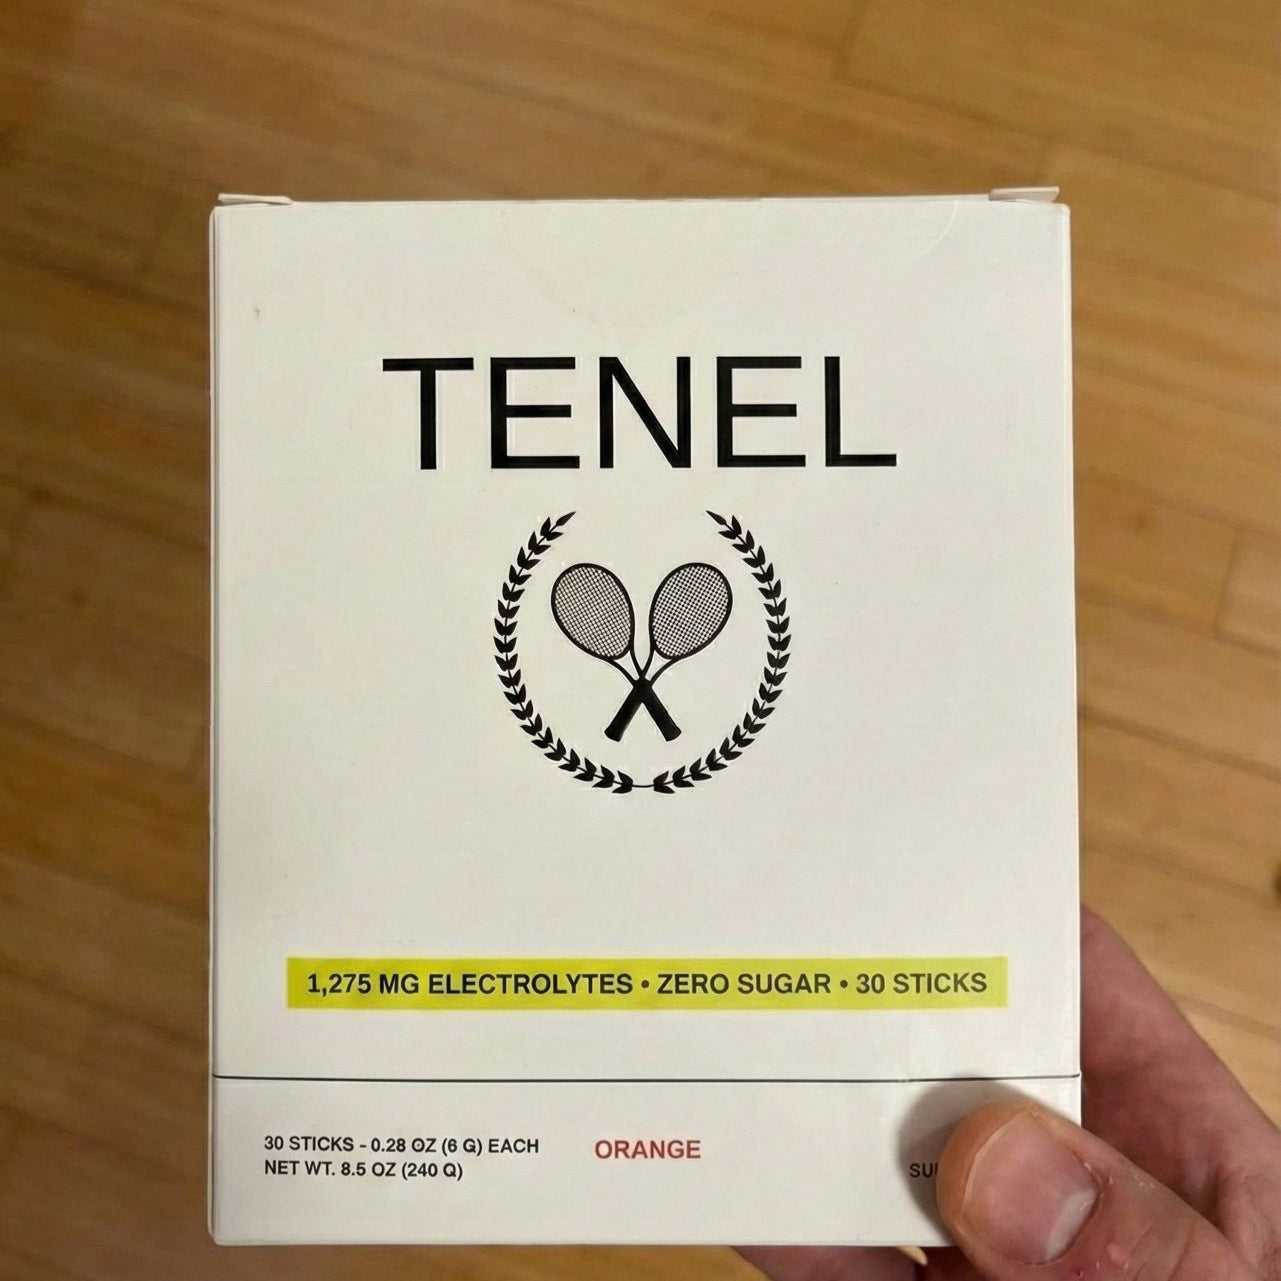 TENEL
1,275 MG ELECTROLYTES • ZERO SUGAR • 30 STICKS
30 STICKS - 0.28 OZ (6 G) EACH
NET WT. 8.5 OZ (240 Q)
ORANGE